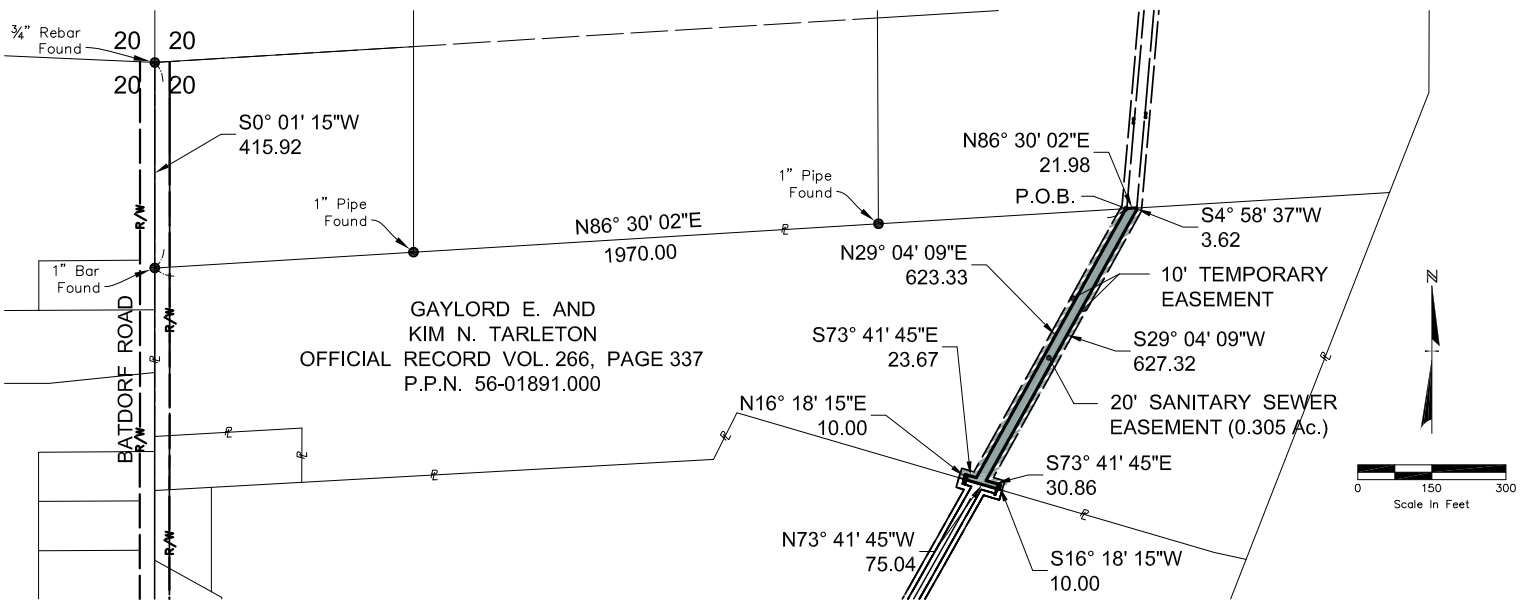 ¾" Rebar
Found
20 20
20 20
S0° 01' 15"W
415.92
R/W
1" Pipe
Found
1" Pipe
Found
N86° 30' 02"E
21.98
P.O.B.
S4° 58' 37"W
3.62
N86° 30' 02"E
1970.00
N29° 04' 09"E
623.33
10' TEMPORARY
EASEMENT
N
1" Bar
Found
GAYLORD E. AND
KIM N. TARLETON
OFFICIAL RECORD VOL. 266, PAGE 337
P.P.N. 56-01891.000
BATDORF ROAD
R/W
S73° 41' 45"E
23.67
S29° 04' 09"W
627.32
N16° 18' 15"E
10.00
20' SANITARY SEWER
EASEMENT (0.305 Ac.)
R/W
S73° 41' 45"E
30.86
0 150 300
Scale In Feet
R/W
N73° 41' 45"W
75.04
S16° 18' 15"W
10.00